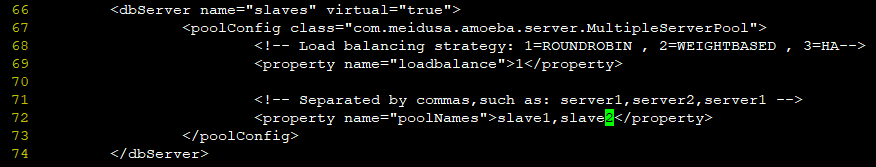 66         <dbServer name="slaves" virtual="true">
67                 <poolConfig class="com.meidusa.amoeba.server.MultipleServerPool">
68                         <!-- Load balancing strategy: 1=ROUNDROBIN , 2=WEIGHTBASED , 3=HA-->
69                         <property name="loadbalance">1</property>
70
71                         <!-- Separated by commas,such as: server1,server2,server1 -->
72                         <property name="poolNames">slave1,slave2</property>
73                 </poolConfig>
74         </dbServer>